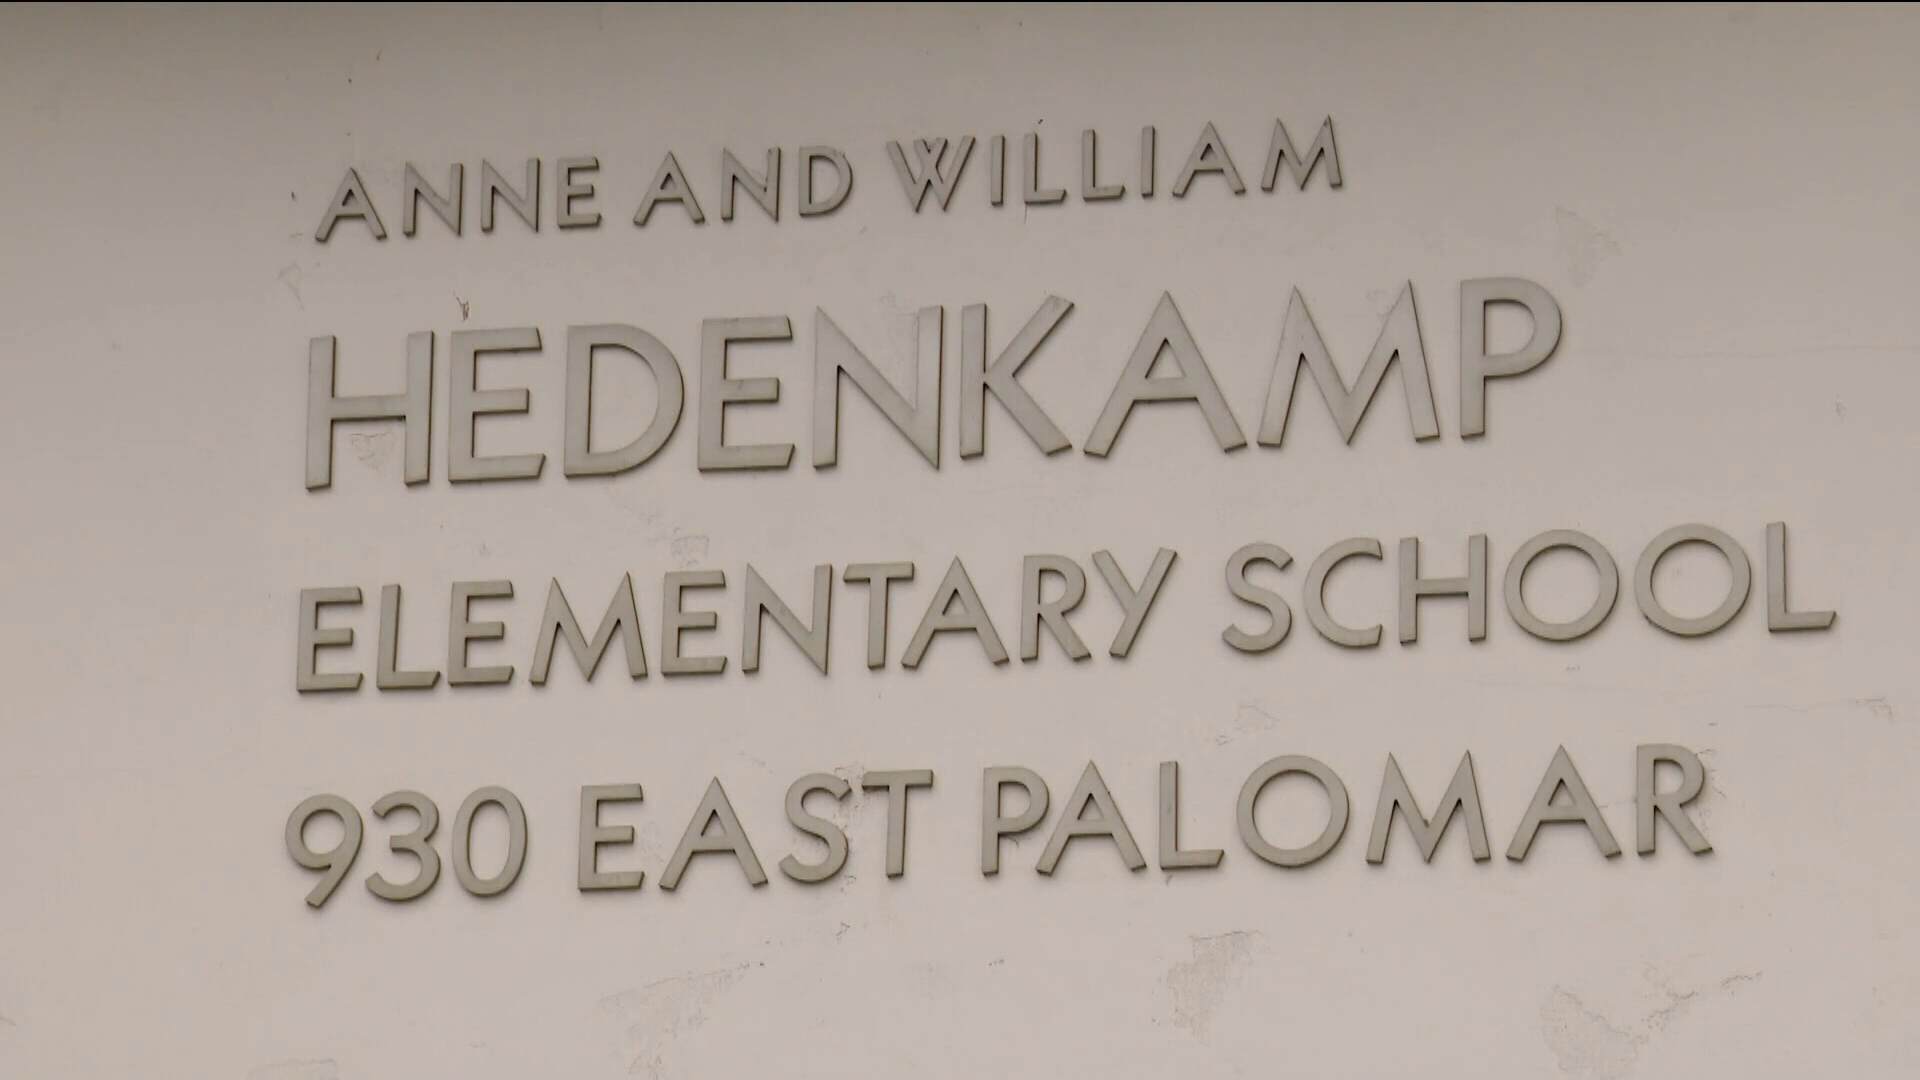 ANNE AND WILLIAM
HEDENKAMP
ELEMENTARY SCHOOL
930 EAST PALOMAR